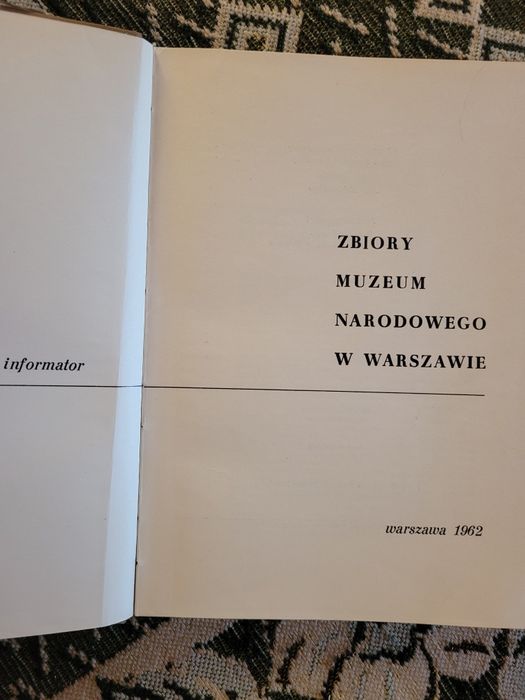 informator
ZBIORY
MUZEUM
NARODOWEGO
W WARSZAWIE
warszawa 1962